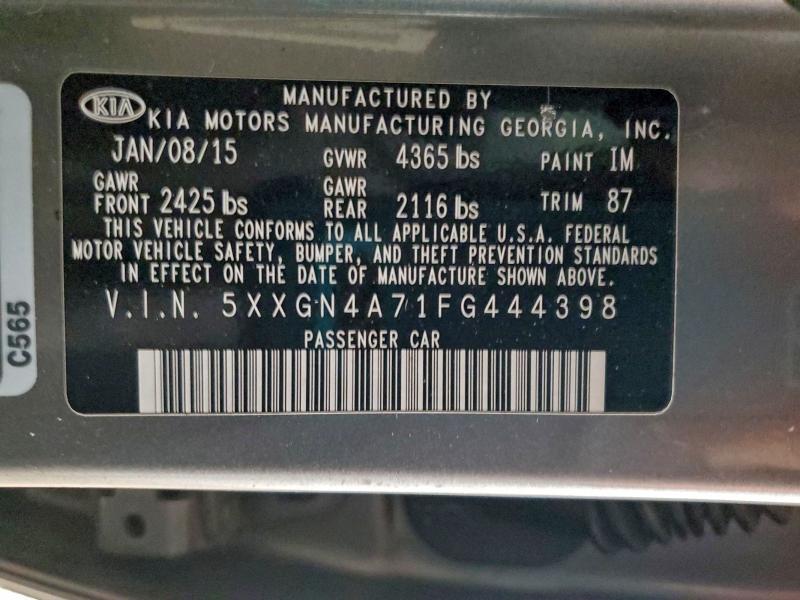 KIA
MANUFACTURED BY
KIA MOTORS MANUFACTURING GEORGIA, INC.
JAN/08/15 GVWR 4365 lbs PAINT IM
GAWR FRONT 2425 lbs GAWR REAR 2116 lbs TRIM 87
THIS VEHICLE CONFORMS TO ALL APPLICABLE U.S.A. FEDERAL
MOTOR VEHICLE SAFETY, BUMPER, AND THEFT PREVENTION STANDARDS
IN EFFECT ON THE DATE OF MANUFACTURE SHOWN ABOVE.
V.I.N. 5XXGN4A71FG444398
PASSENGER CAR
C565